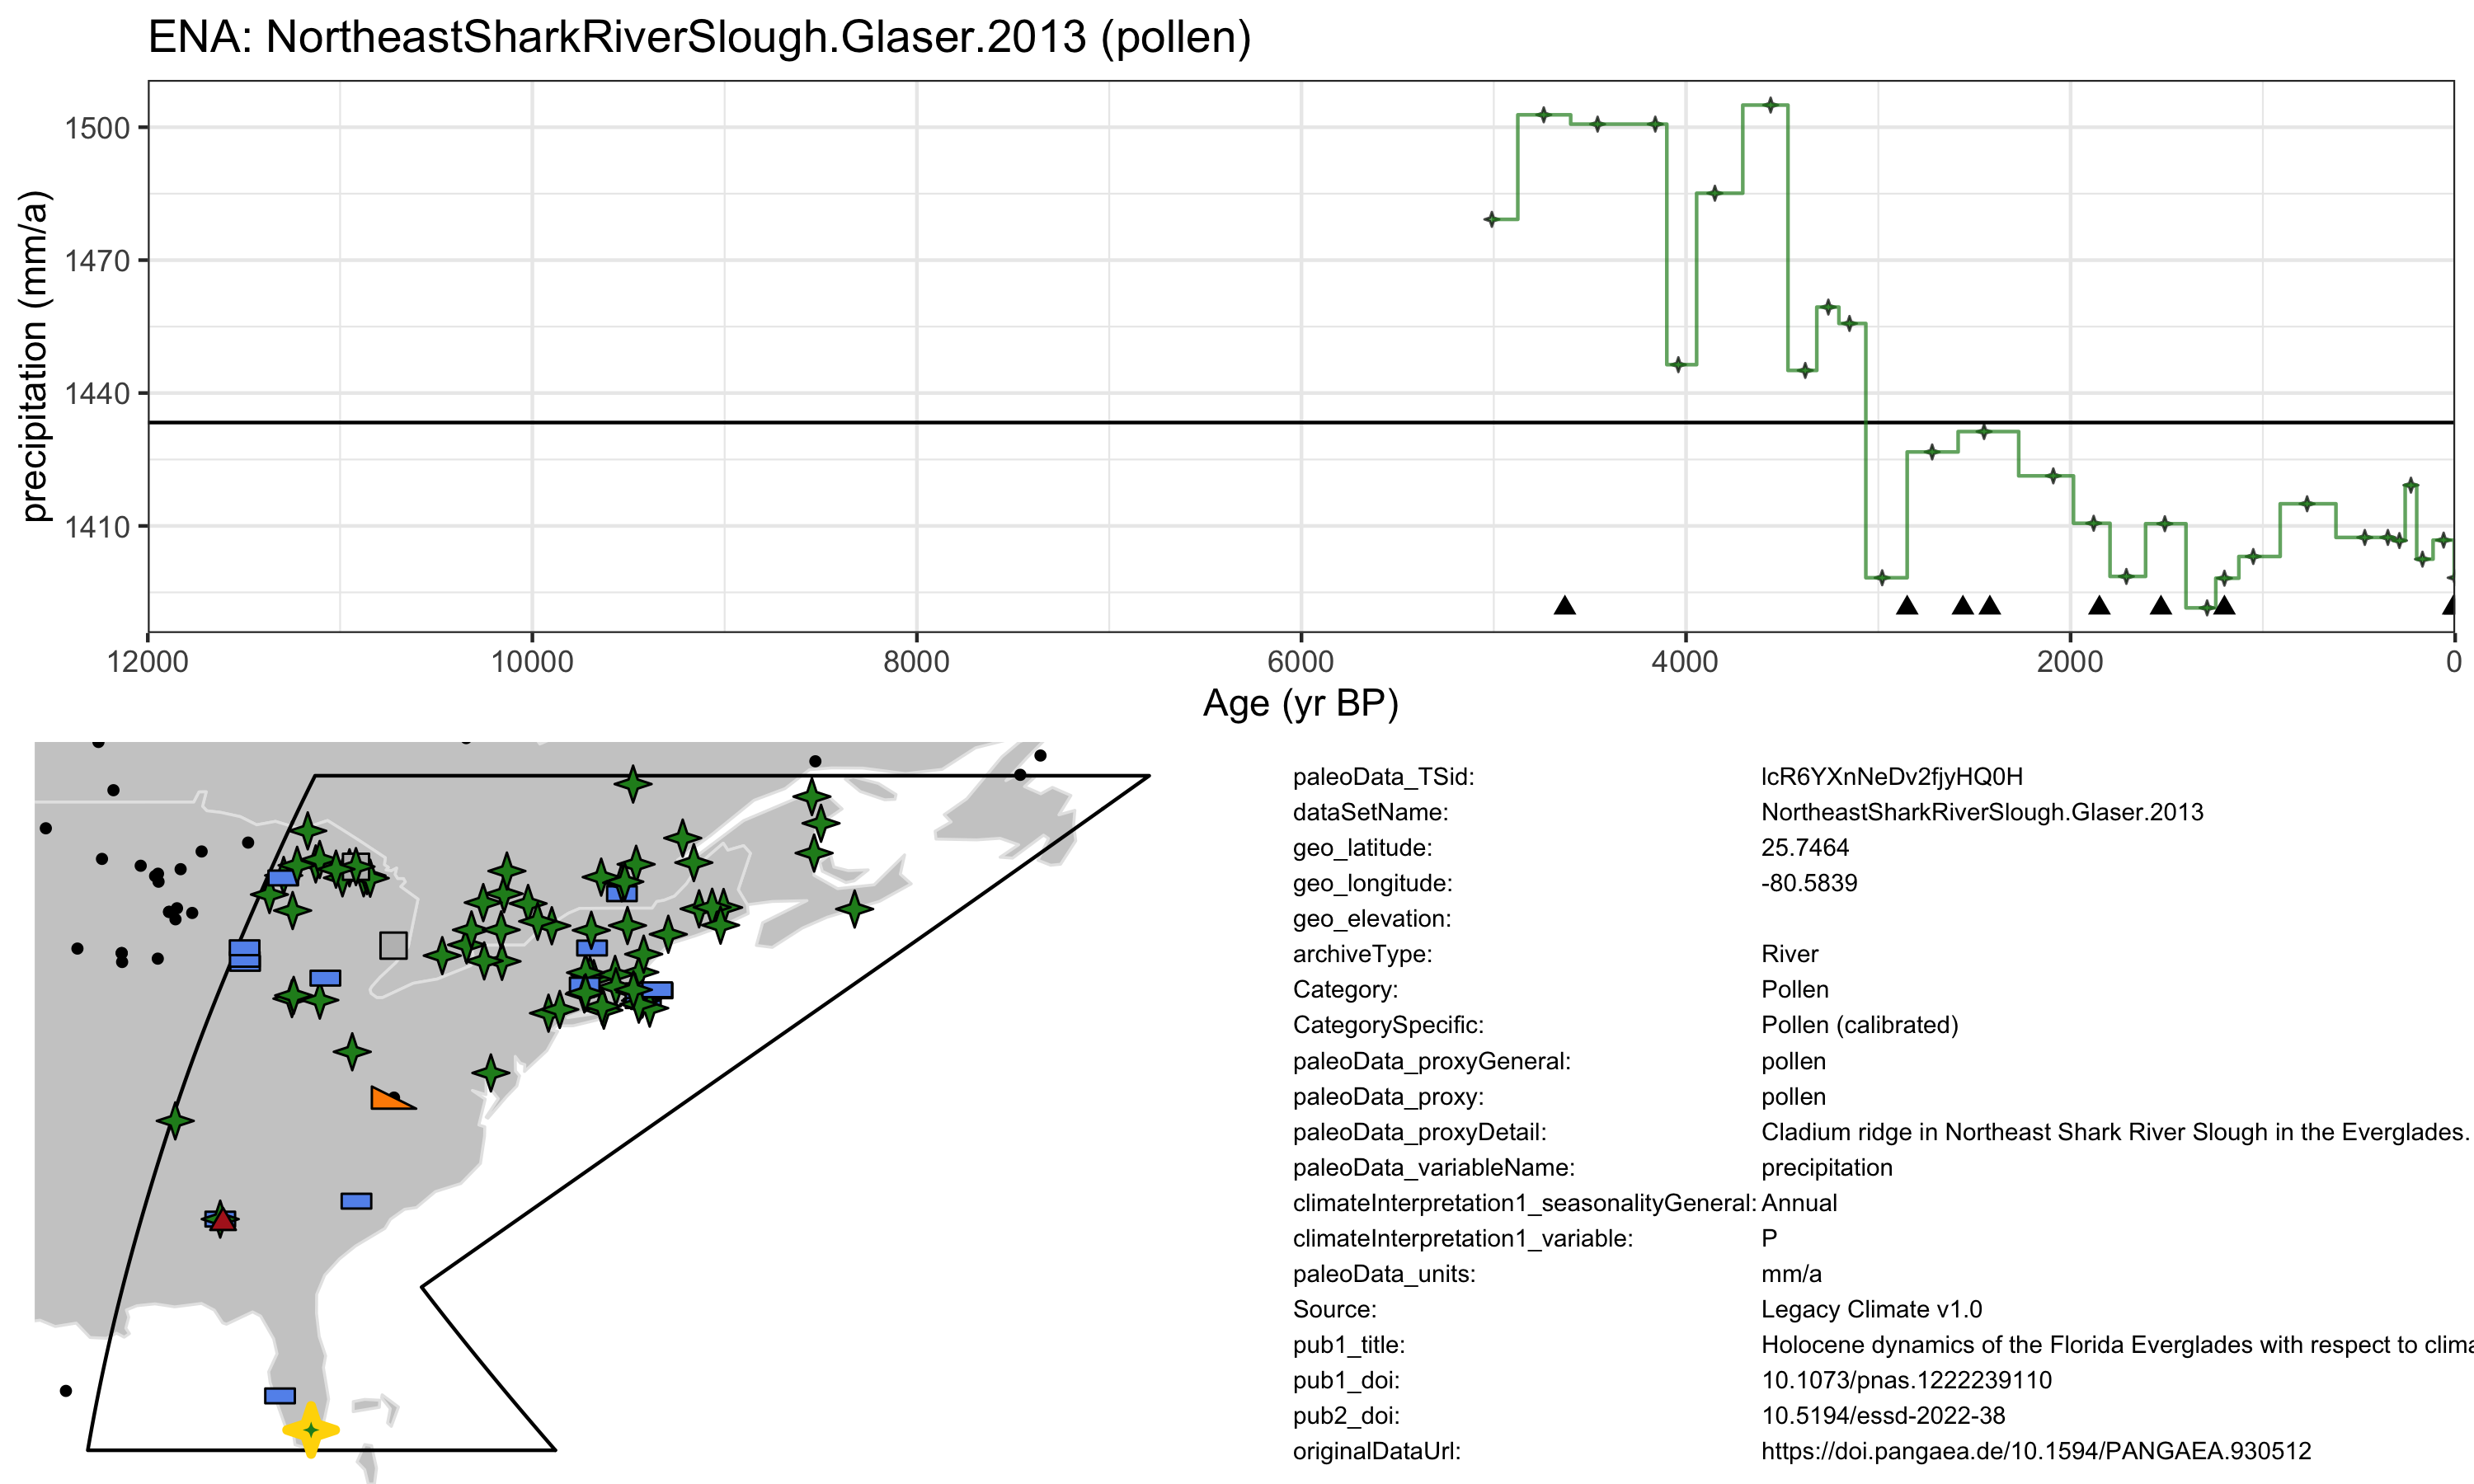 ENA: NortheastSharkRiverSlough.Glaser.2013 (pollen)
precipitation (mm/a)
1500
1470
1440
1410
12000 10000 8000 6000 4000 2000 0
Age (yr BP)
paleoData_TSid: lcR6YXnNeDv2fjyHQ0H
dataSetName: NortheastSharkRiverSlough.Glaser.2013
geo_latitude: 25.7464
geo_longitude: -80.5839
geo_elevation:
archiveType: River
Category: Pollen
CategorySpecific: Pollen (calibrated)
paleoData_proxyGeneral: pollen
paleoData_proxy: pollen
paleoData_proxyDetail: Cladium ridge in Northeast Shark River Slough in the Everglades.
paleoData_variableName: precipitation
climateInterpretation1_seasonalityGeneral: Annual
climateInterpretation1_variable: P
paleoData_units: mm/a
Source: Legacy Climate v1.0
pub1_title: Holocene dynamics of the Florida Everglades with respect to clima
pub1_doi: 10.1073/pnas.1222239110
pub2_doi: 10.5194/essd-2022-38
originalDataUrl: https://doi.pangaea.de/10.1594/PANGAEA.930512